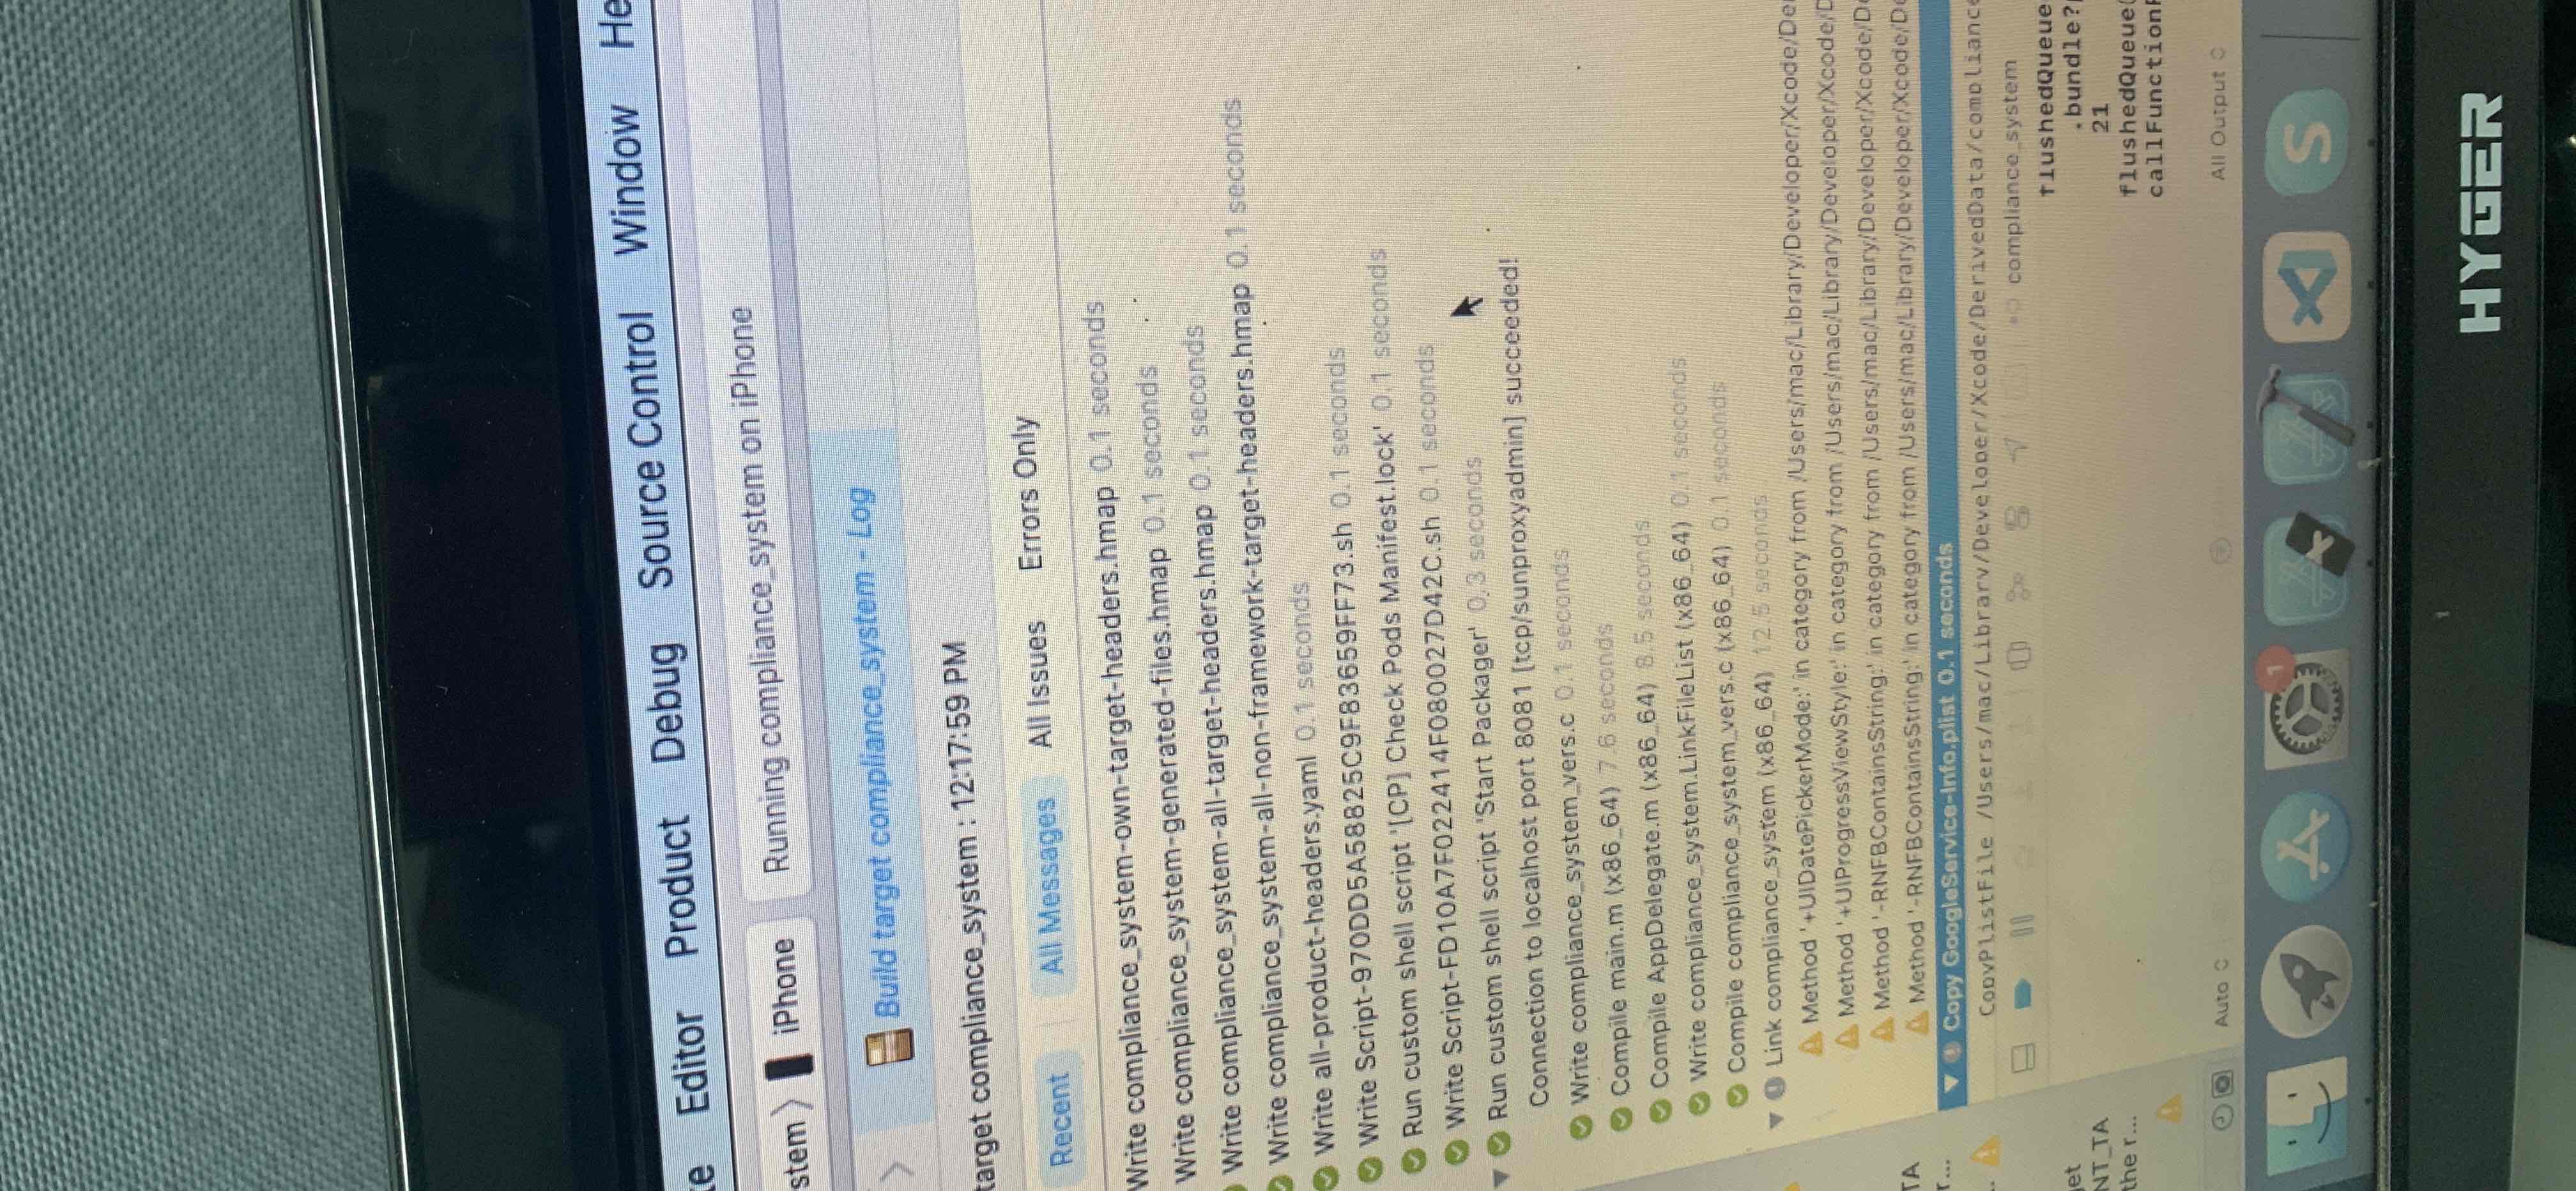 Editor Product Debug Source Control Window
stem iPhone Running compliance_system on iPhone
Build target compliance_system - Log
target compliance_system : 12:17:59 PM
Recent All Messages All Issues Errors Only
Write compliance_system-own-target-headers.hmap 0.1 seconds
Write compliance_system-generated-files.hmap 0.1 seconds
Write compliance_system-all-target-headers.hmap 0.1 seconds
Write compliance_system-all-non-framework-target-headers.hmap 0.1 seconds
Write all-product-headers.yaml 0.1 seconds
Write Script-970DD5A58825C9F83659FF73.sh 0.1 seconds
Run custom shell script '[CP] Check Pods Manifest.lock' 0.1 seconds
Write Script-FD10A7F022414F080027D42C.sh 0.1 seconds
Run custom shell script 'Start Packager' 0.3 seconds
Connection to localhost port 8081 [tcp/sunproxyadmin] succeeded!
Write compliance_system_vers.c 0.1 seconds
Compile main.m (x86_64) 7.6 seconds
Compile AppDelegate.m (x86_64) 8.5 seconds
Write compliance_system.LinkFileList (x86_64) 0.1 seconds
Compile compliance_system_vers.c (x86_64) 0.1 seconds
Link compliance_system (x86_64) 12.5 seconds
Method '+UIDatePickerMode:' in category from /Users/mac/Library/Developer/Xcode/De
Method '+UIProgressViewStyle:' in category from /Users/mac/Library/Developer/Xcode/D
Method '-RNFBContainsString:' in category from /Users/mac/Library/Developer/Xcode/De
TA Method '-RNFBContainsString:' in category from /Users/mac/Library/Developer/Xcode/De
r... Copy GoogleService-Info.plist 0.1 seconds
CopyPlistFile /Users/mac/Library/Developer/Xcode/DerivedData/compliance
compliance_system
flushedQueue
.bundle?
21
flushedQueue(
callFunction
et
NT_TA
the r...
Auto All Output
1
HYGER